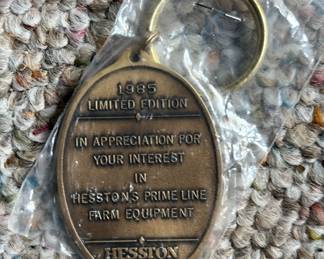 1985
LIMITED EDITION
IN APPRECIATION FOR
YOUR INTEREST
IN
HESSTON'S PRIME LINE
FARM EQUIPMENT
HESSTON